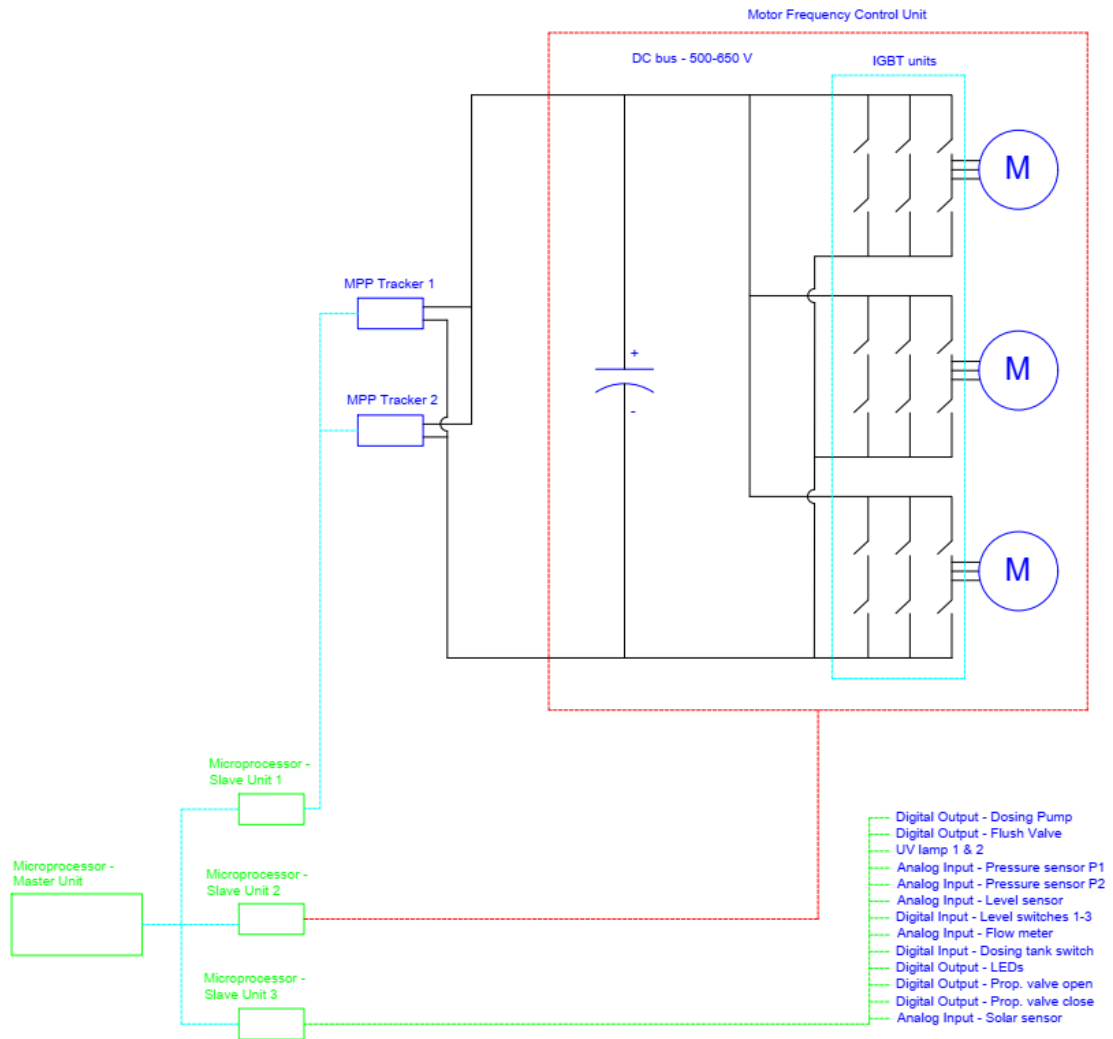 Motor Frequency Control Unit
DC bus - 500-650 V
IGBT units
M
MPP Tracker 1
MPP Tracker 2
+
-
M
M
Microprocessor -
Slave Unit 1
Microprocessor -
Master Unit
Microprocessor -
Slave Unit 2
Microprocessor -
Slave Unit 3
Digital Output - Dosing Pump
Digital Output - Flush Valve
UV lamp 1 & 2
Analog Input - Pressure sensor P1
Analog Input - Pressure sensor P2
Analog Input - Level sensor
Digital Input - Level switches 1-3
Analog Input - Flow meter
Digital Input - Dosing tank switch
Digital Output - LEDs
Digital Output - Prop. valve open
Digital Output - Prop. valve close
Analog Input - Solar sensor